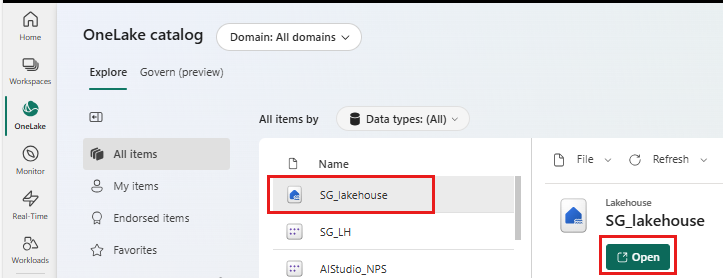 Home
Workspaces
OneLake
Monitor
Real-Time
Workloads
OneLake catalog
Domain: All domains
Explore
Govern (preview)
All items
My items
Endorsed items
Favorites
All items by
Data types: (All)
Name
SG_lakehouse
SG_LH
AIStudio_NPS
File
Refresh
Lakehouse
SG_lakehouse
Open